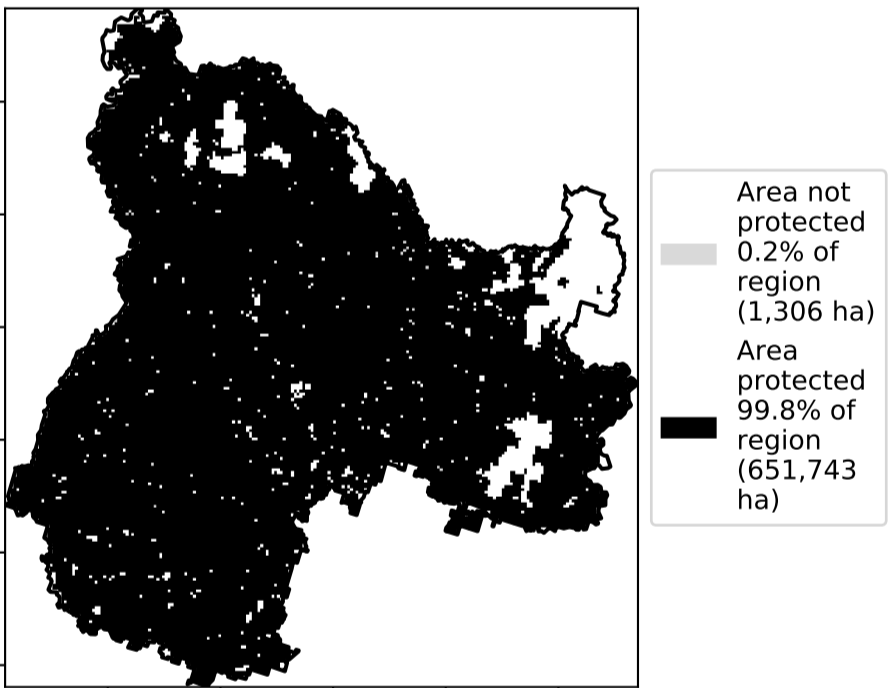 Area not
protected
0.2% of
region
(1,306 ha)
Area
protected
99.8% of
region
(651,743
ha)